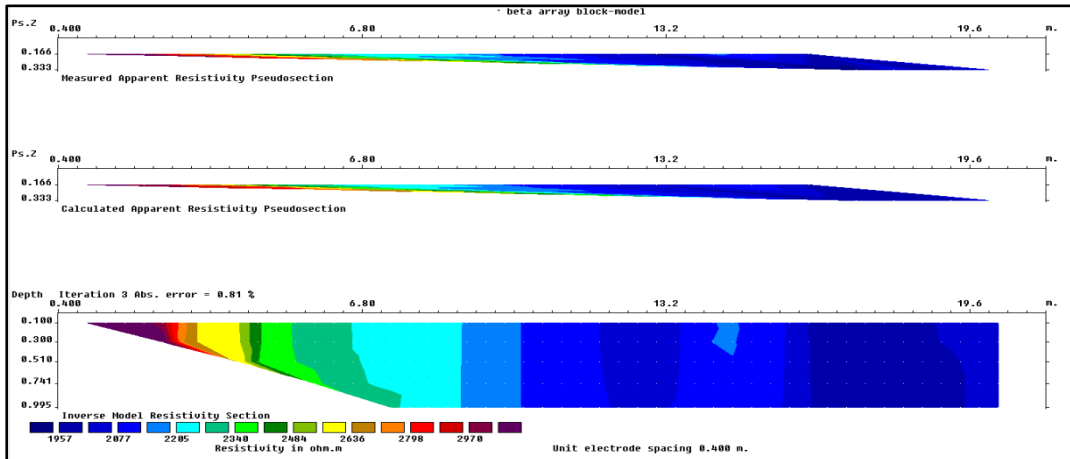 ' beta array block-model
Ps.Z 0.400 6.80 13.2 19.6 m.
0.166
0.333
Measured Apparent Resistivity Pseudosection
Ps.Z 0.400 6.80 13.2 19.6 m.
0.166
0.333
Calculated Apparent Resistivity Pseudosection
Depth Iteration 3 Abs. error = 0.81 %
0.400 6.80 13.2 19.6 m.
0.100
0.300
0.510
0.741
0.995
Inverse Model Resistivity Section
1957 2077 2205 2340 2484 2636 2798 2970
Resistivity in ohm.m Unit electrode spacing 0.400 m.